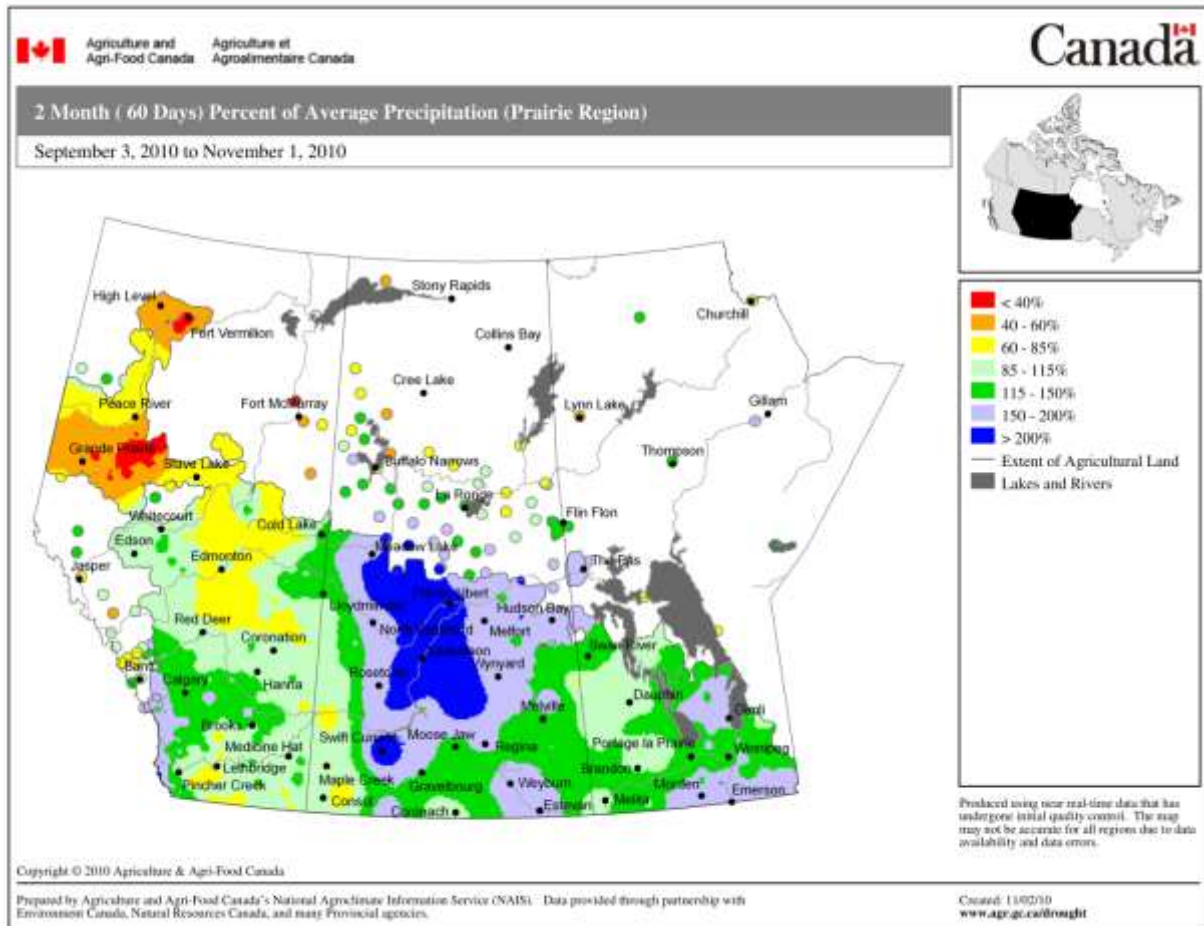 Agriculture and Agriculture et
Agri-Food Canada Agroalimentaire Canada
Canada
2 Month ( 60 Days) Percent of Average Precipitation (Prairie Region)
September 3, 2010 to November 1, 2010
High Level
Stony Rapids
Churchill
Fort Vermilion
Collins Bay
Cree Lake
Peace River
Fort McMurray
Lynn Lake
Gillam
Grande Prairie
Slave Lake
Buffalo Narrows
Thompson
La Ronge
Whitecourt
Cold Lake
Flin Flon
Edson
Meadow Lake
Jasper
Edmonton
The Pas
Lloydminster
Prince Albert
Hudson Bay
Red Deer
North Battleford
Melfort
Coronation
Saskatoon
Swan River
Banff
Calgary
Hanna
Rosetown
Wynyard
Dauphin
Brooks
Melville
Gimli
Medicine Hat
Swift Current
Moose Jaw
Regina
Portage la Prairie
Winnipeg
Lethbridge
Pincher Creek
Maple Creek
Gravelbourg
Weyburn
Brandon
Morden
Emerson
Consul
Coronach
Estevan
Melita
< 40%
40 - 60%
60 - 85%
85 - 115%
115 - 150%
150 - 200%
> 200%
Extent of Agricultural Land
Lakes and Rivers
Produced using near real-time data that has
undergone initial quality control. The map
may not be accurate for all regions due to data
availability and data errors.
Copyright © 2010 Agriculture & Agri-Food Canada
Prepared by Agriculture and Agri-Food Canada's National Agroclimate Information Service (NAIS). Data provided through partnership with
Environment Canada, Natural Resources Canada, and many Provincial agencies.
Created: 11/02/10
www.agr.gc.ca/drought